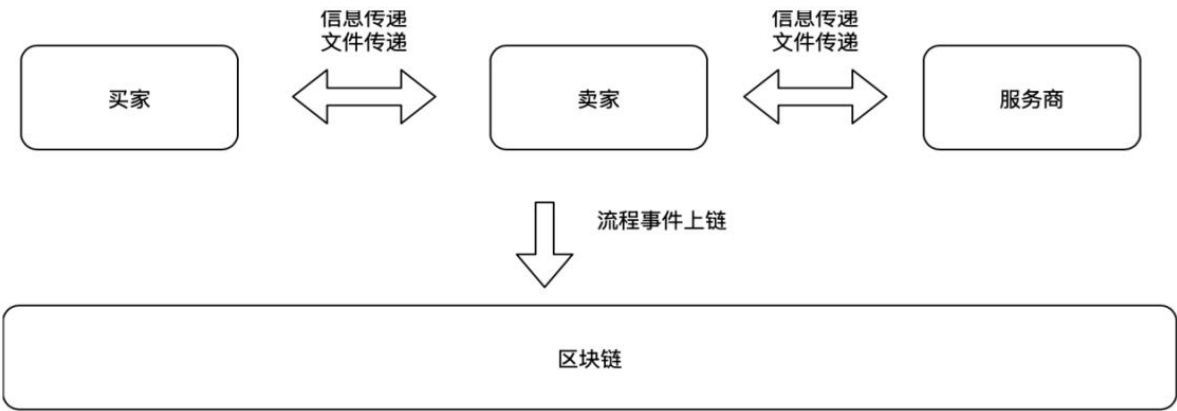 信息传递
文件传递
信息传递
文件传递
买家
卖家
服务商
流程事件上链
区块链